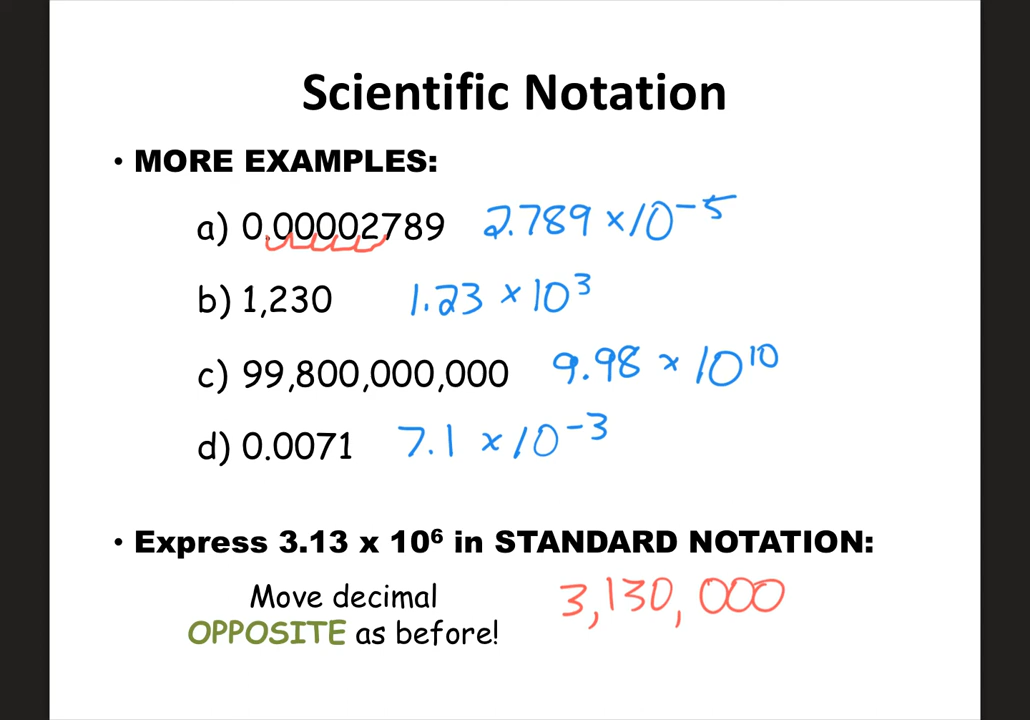 Scientific Notation
• MORE EXAMPLES:
a) 0.00002789 2.789 × 10⁻⁵
b) 1,230 1.23 × 10³
c) 99,800,000,000 9.98 × 10¹⁰
d) 0.0071 7.1 × 10⁻³
• Express 3.13 x 10⁶ in STANDARD NOTATION:
Move decimal 3,130,000
OPPOSITE as before!